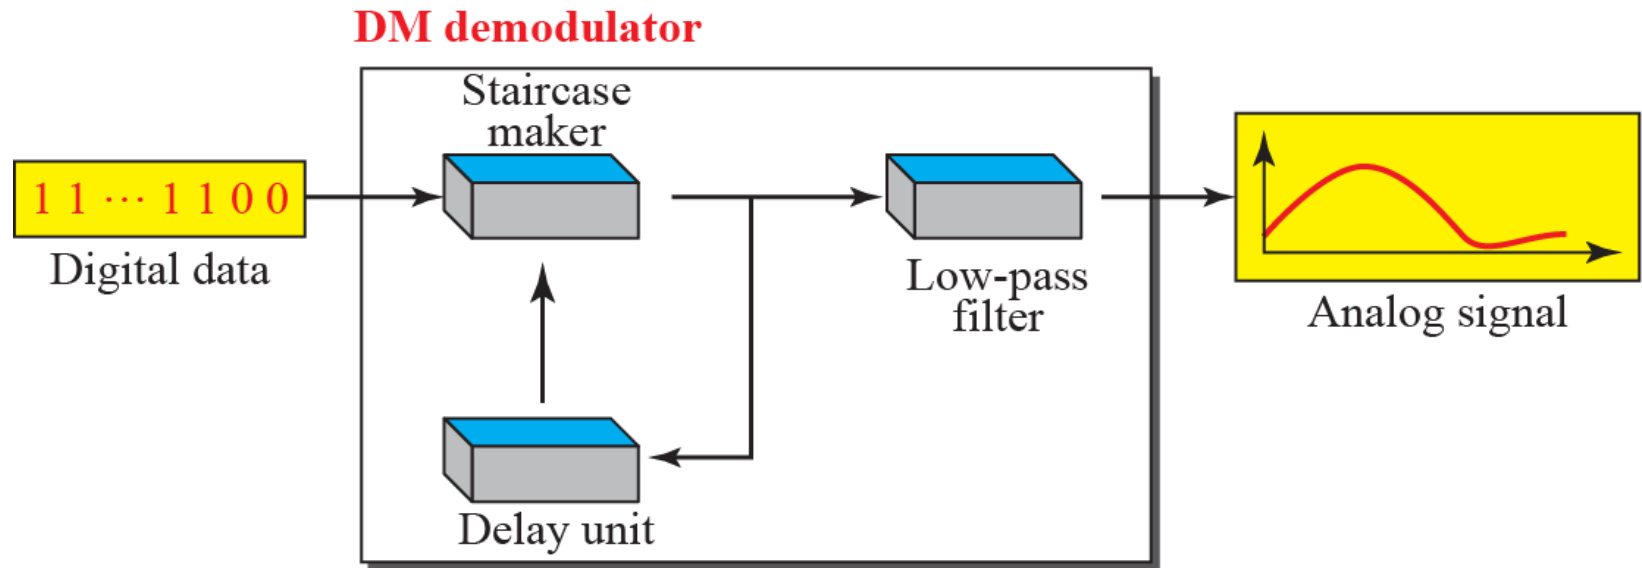 DM demodulator
Staircase
maker
1 1 ··· 1 1 0 0
Digital data
Low-pass
filter
Analog signal
Delay unit